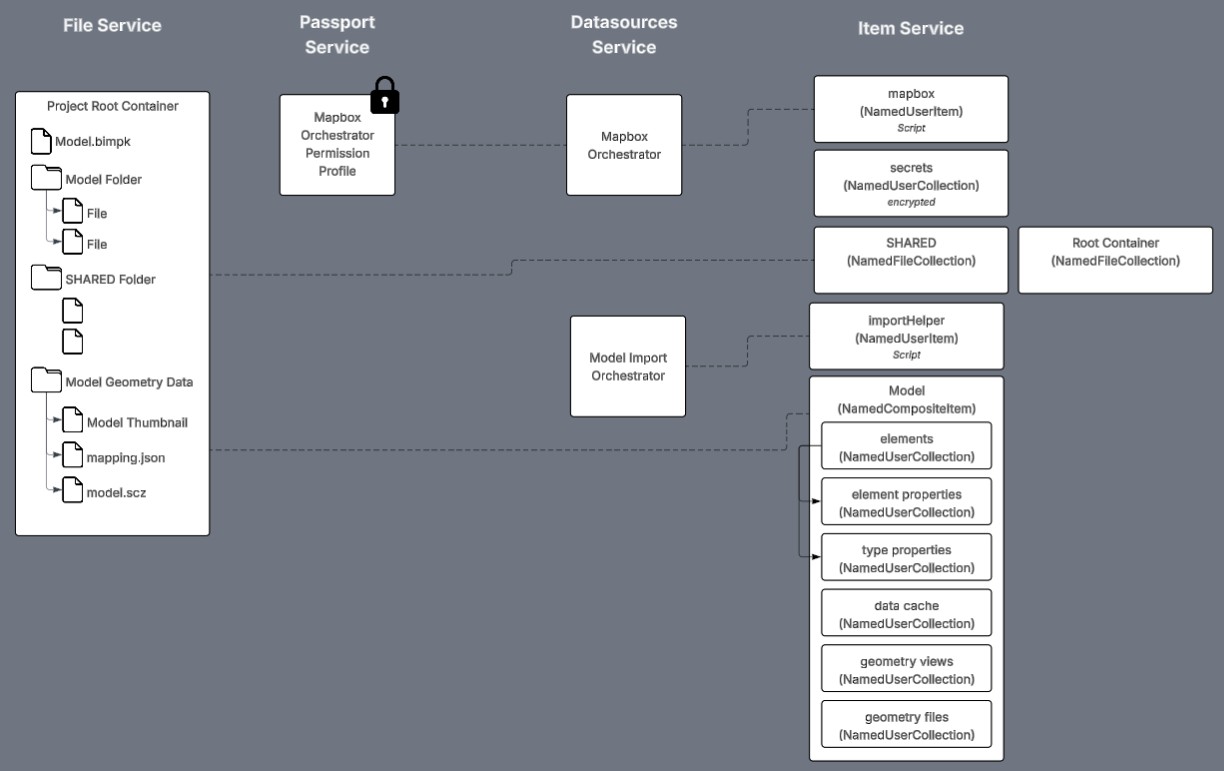 File Service
Passport
Service
Datasources
Service
Item Service
Project Root Container
Model.bimpk
Model Folder
File
File
SHARED Folder
Model Geometry Data
Model Thumbnail
mapping.json
model.scz
Mapbox
Orchestrator
Permission
Profile
Mapbox
Orchestrator
Model Import
Orchestrator
mapbox
(NamedUserItem)
Script
secrets
(NamedUserCollection)
encrypted
SHARED
(NamedFileCollection)
Root Container
(NamedFileCollection)
importHelper
(NamedUserItem)
Script
Model
(NamedCompositeItem)
elements
(NamedUserCollection)
element properties
(NamedUserCollection)
type properties
(NamedUserCollection)
data cache
(NamedUserCollection)
geometry views
(NamedUserCollection)
geometry files
(NamedUserCollection)